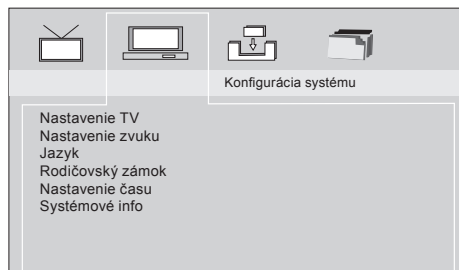 Konfigurácia systému
Nastavenie TV
Nastavenie zvuku
Jazyk
Rodičovský zámok
Nastavenie času
Systémové info